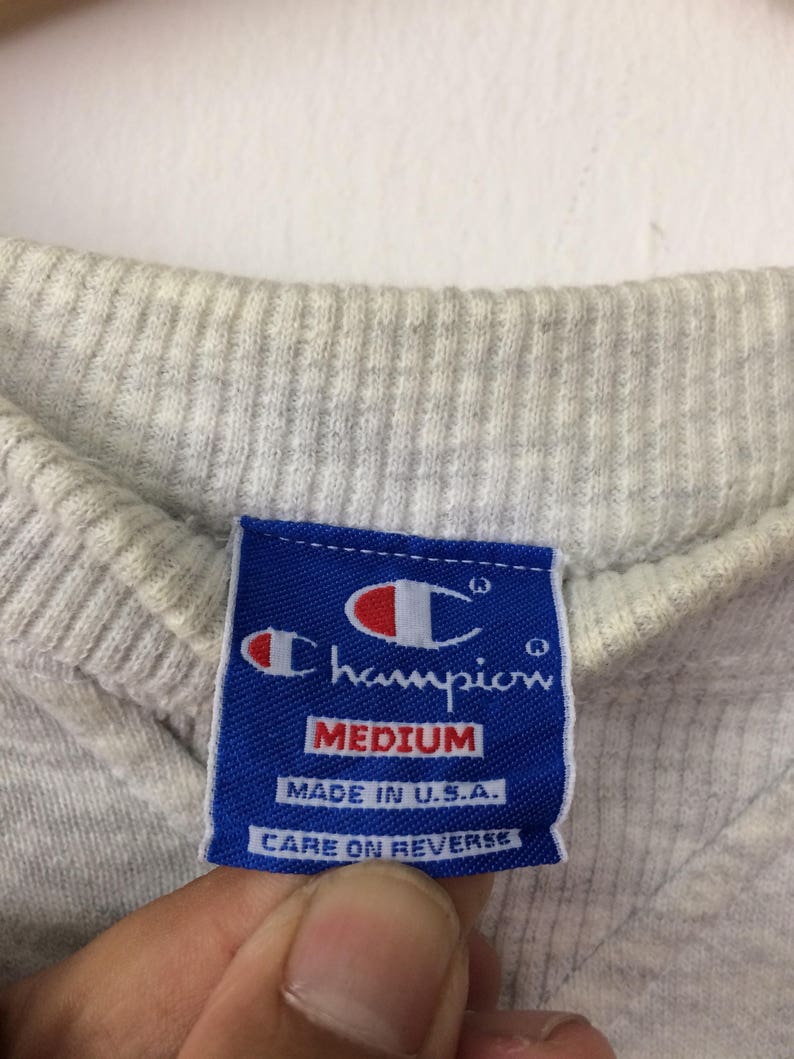 ®
Champion®
MEDIUM
MADE IN U.S.A.
CARE ON REVERSE